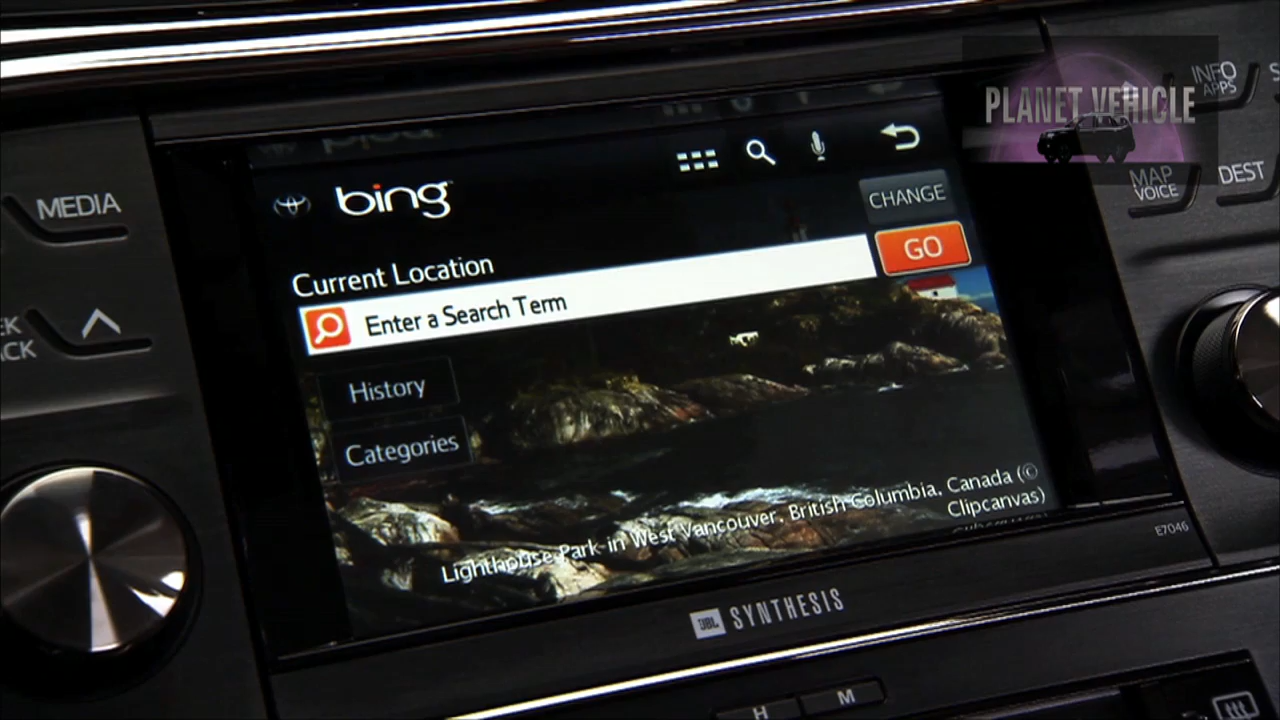 PLANET VEHICLE
INFO
APPS
MAP
VOICE
DEST
MEDIA
bing
CHANGE
Current Location
GO
Enter a Search Term
History
Categories
Lighthouse Park in West Vancouver, British Columbia, Canada (©
Clipcanvas)
E7046
JBL SYNTHESIS
H
M